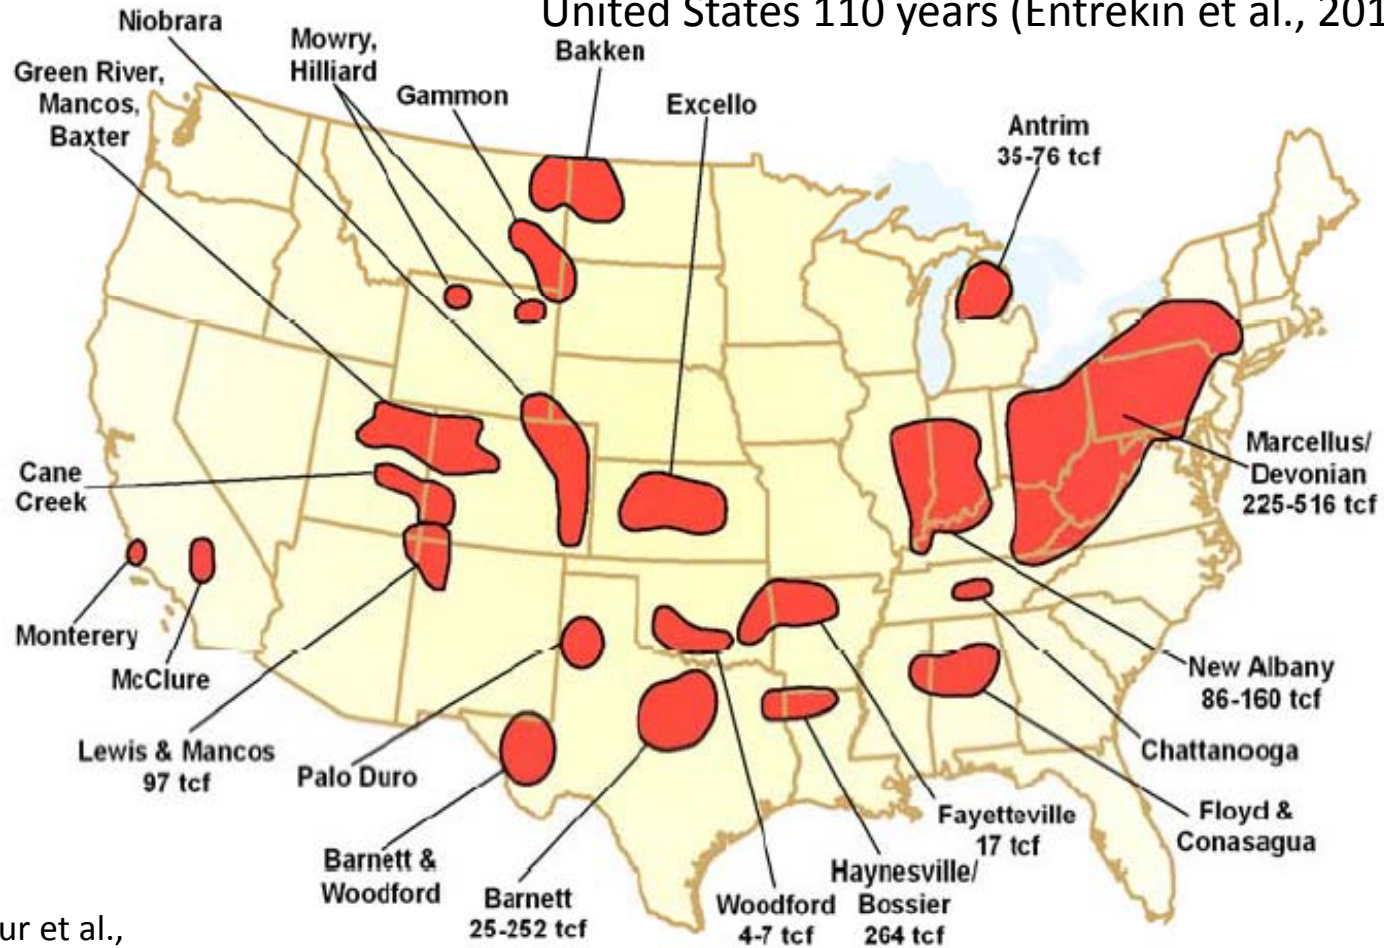 United States 110 years (Entrekin et al., 201
Niobrara
Mowry,
Hilliard
Bakken
Green River,
Mancos,
Baxter
Gammon
Excello
Antrim
35-76 tcf
Cane
Creek
Marcellus/
Devonian
225-516 tcf
Monterery
McClure
New Albany
86-160 tcf
Lewis & Mancos
97 tcf
Palo Duro
Chattanooga
Fayetteville
17 tcf
Floyd &
Conasagua
Barnett &
Woodford
Barnett
25-252 tcf
Woodford
4-7 tcf
Haynesville/
Bossier
264 tcf
ur et al.,